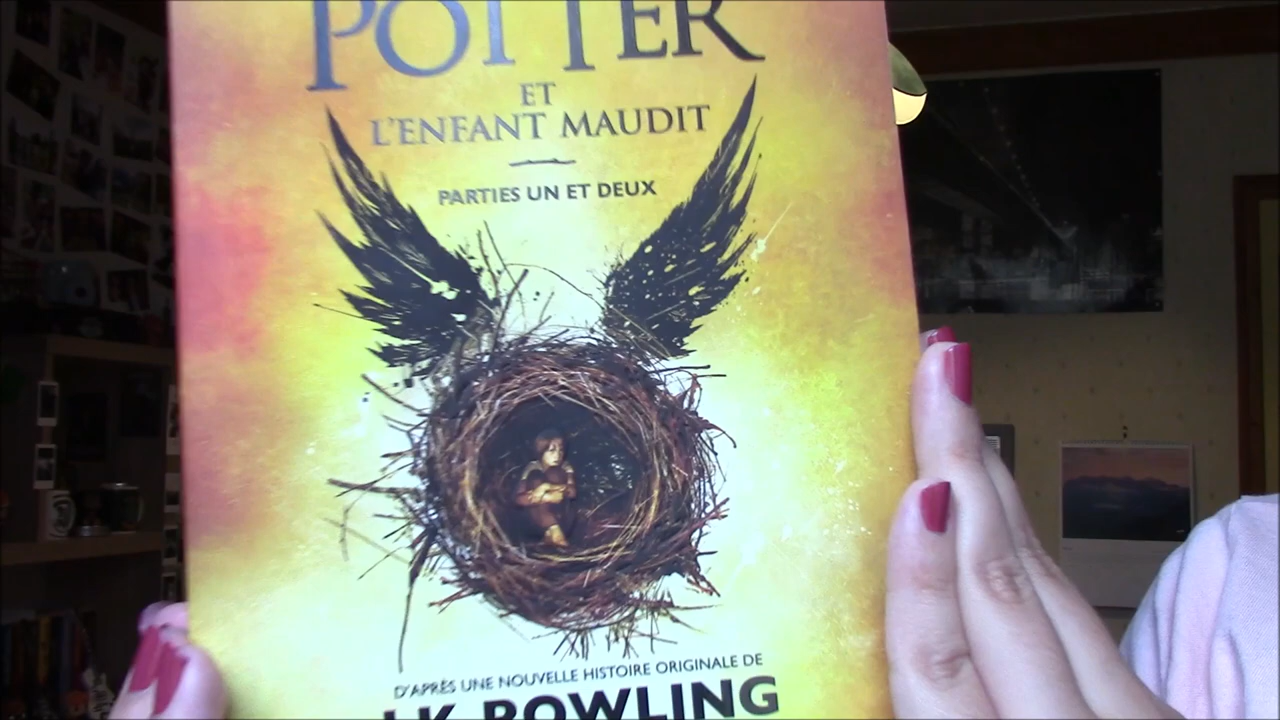 POTTER
ET
L'ENFANT MAUDIT
PARTIES UN ET DEUX
D'APRÈS UNE NOUVELLE HISTOIRE ORIGINALE DE
J.K. ROWLING